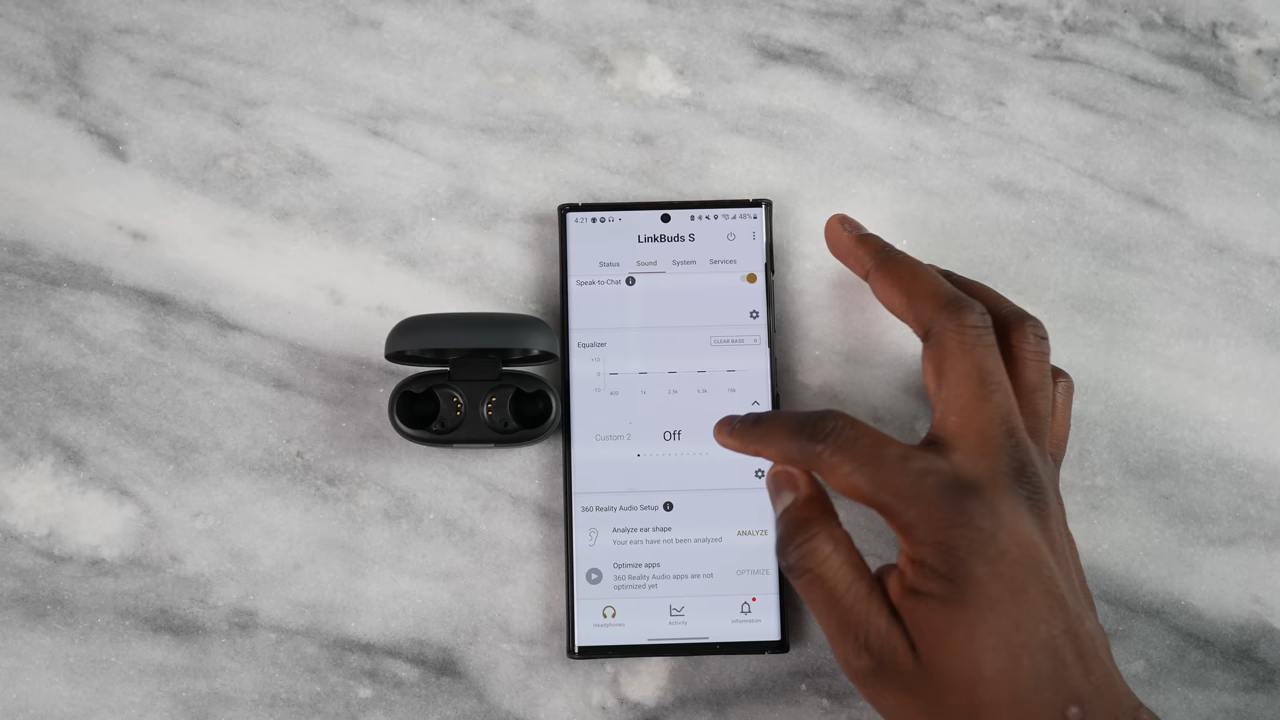 4:21 48%
LinkBuds S
Status Sound System Services
Speak-to-Chat
Equalizer CLEAR BASS 0
+10
0
-10
400 1k 2.5k 6.3k 16k
Custom 2 Off
360 Reality Audio Setup
Analyze ear shape
Your ears have not been analyzed
ANALYZE
Optimize apps
360 Reality Audio apps are not
optimized yet
OPTIMIZE
Headphones Activity Information